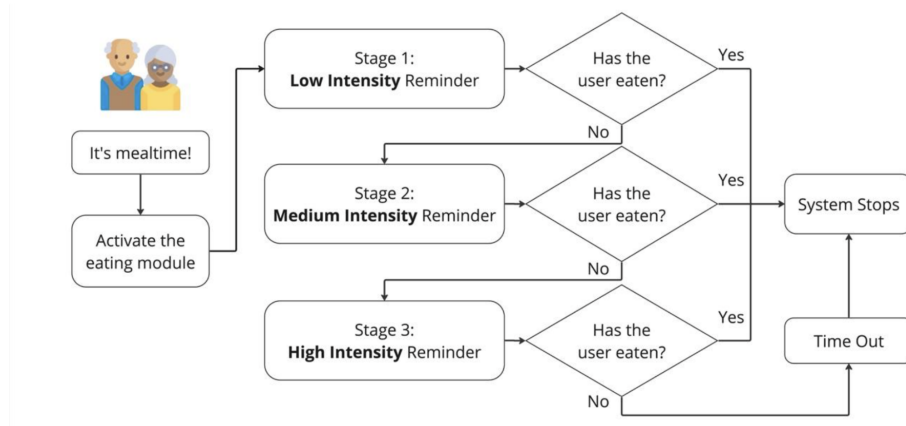 It's mealtime!
Activate the
eating module
Stage 1:
Low Intensity Reminder
Has the
user eaten?
Yes
No
Stage 2:
Medium Intensity Reminder
Has the
user eaten?
Yes
No
Stage 3:
High Intensity Reminder
Has the
user eaten?
Yes
No
System Stops
Time Out